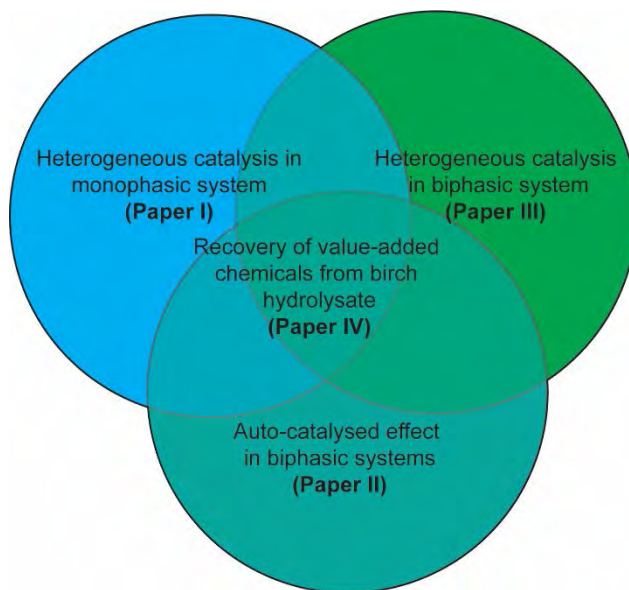 Heterogeneous catalysis in
monophasic system
(Paper I)
Heterogeneous catalysis
in biphasic system
(Paper III)
Recovery of value-added
chemicals from birch
hydrolysate
(Paper IV)
Auto-catalysed effect
in biphasic systems
(Paper II)